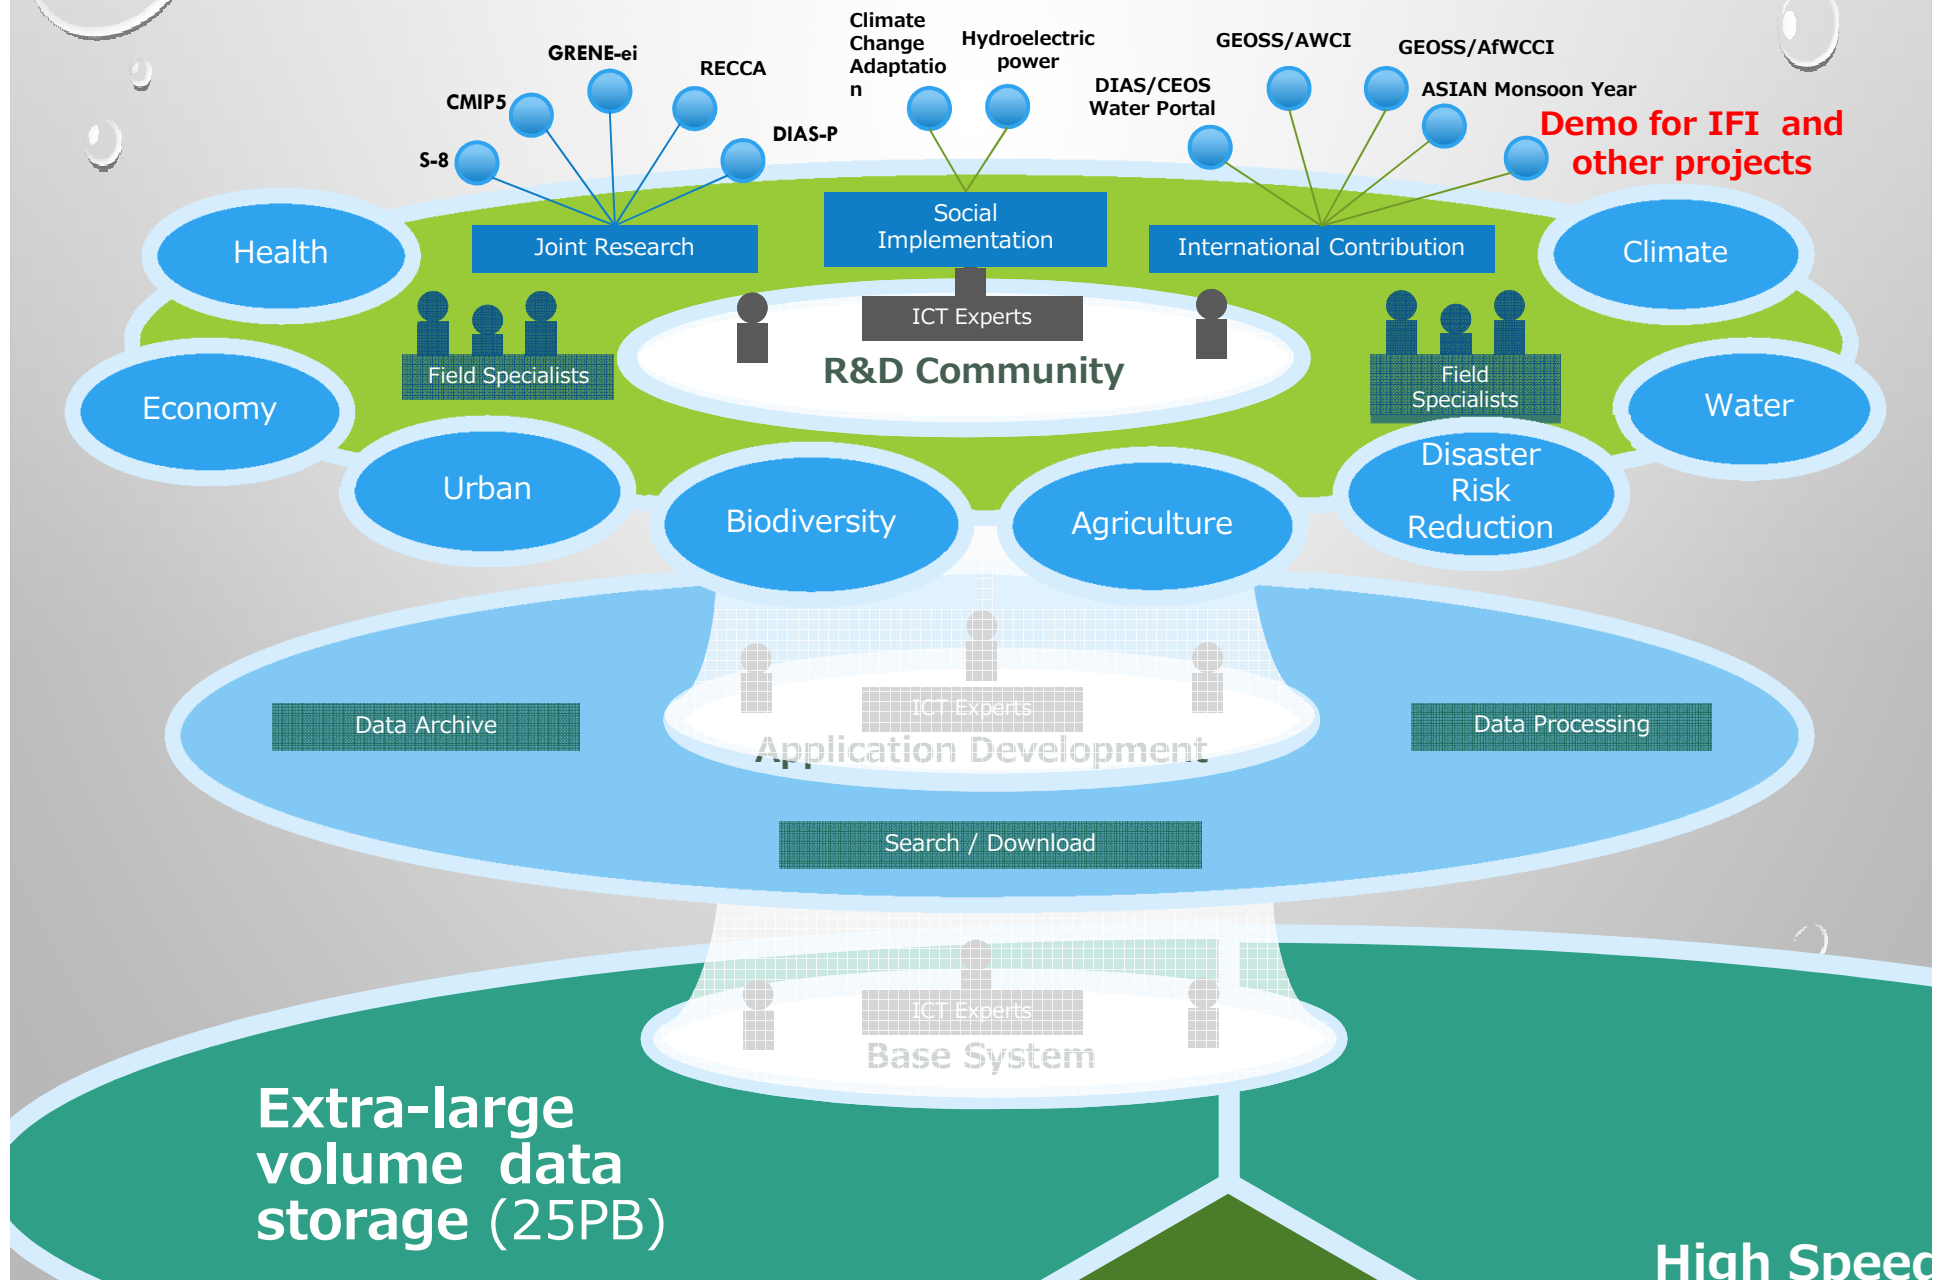 Climate
Change
Adaptatio
n
Hydroelectric
power
GRENE-ei
RECCA
CMIP5
DIAS-P
S-8
GEOSS/AWCI
GEOSS/AfWCCI
DIAS/CEOS
Water Portal
ASIAN Monsoon Year
Demo for IFI and
other projects
Social
Implementation
Joint Research
International Contribution
Health
Climate
ICT Experts
R&D Community
Field Specialists
Field
Specialists
Economy
Water
Urban
Biodiversity
Agriculture
Disaster
Risk
Reduction
ICT Experts
Application Development
Data Archive
Data Processing
Search / Download
ICT Experts
Base System
Extra-large
volume data
storage (25PB)
High Speed